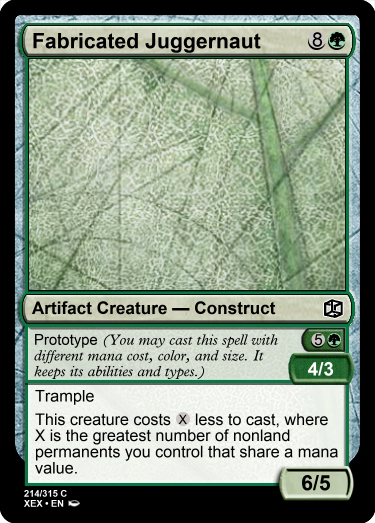 Fabricated Juggernaut 8
Artifact Creature — Construct
Prototype (You may cast this spell with 5
different mana cost, color, and size. It
keeps its abilities and types.)
4/3
Trample
This creature costs X less to cast, where
X is the greatest number of nonland
permanents you control that share a mana
value.
6/5
214/315 C
XEX • EN